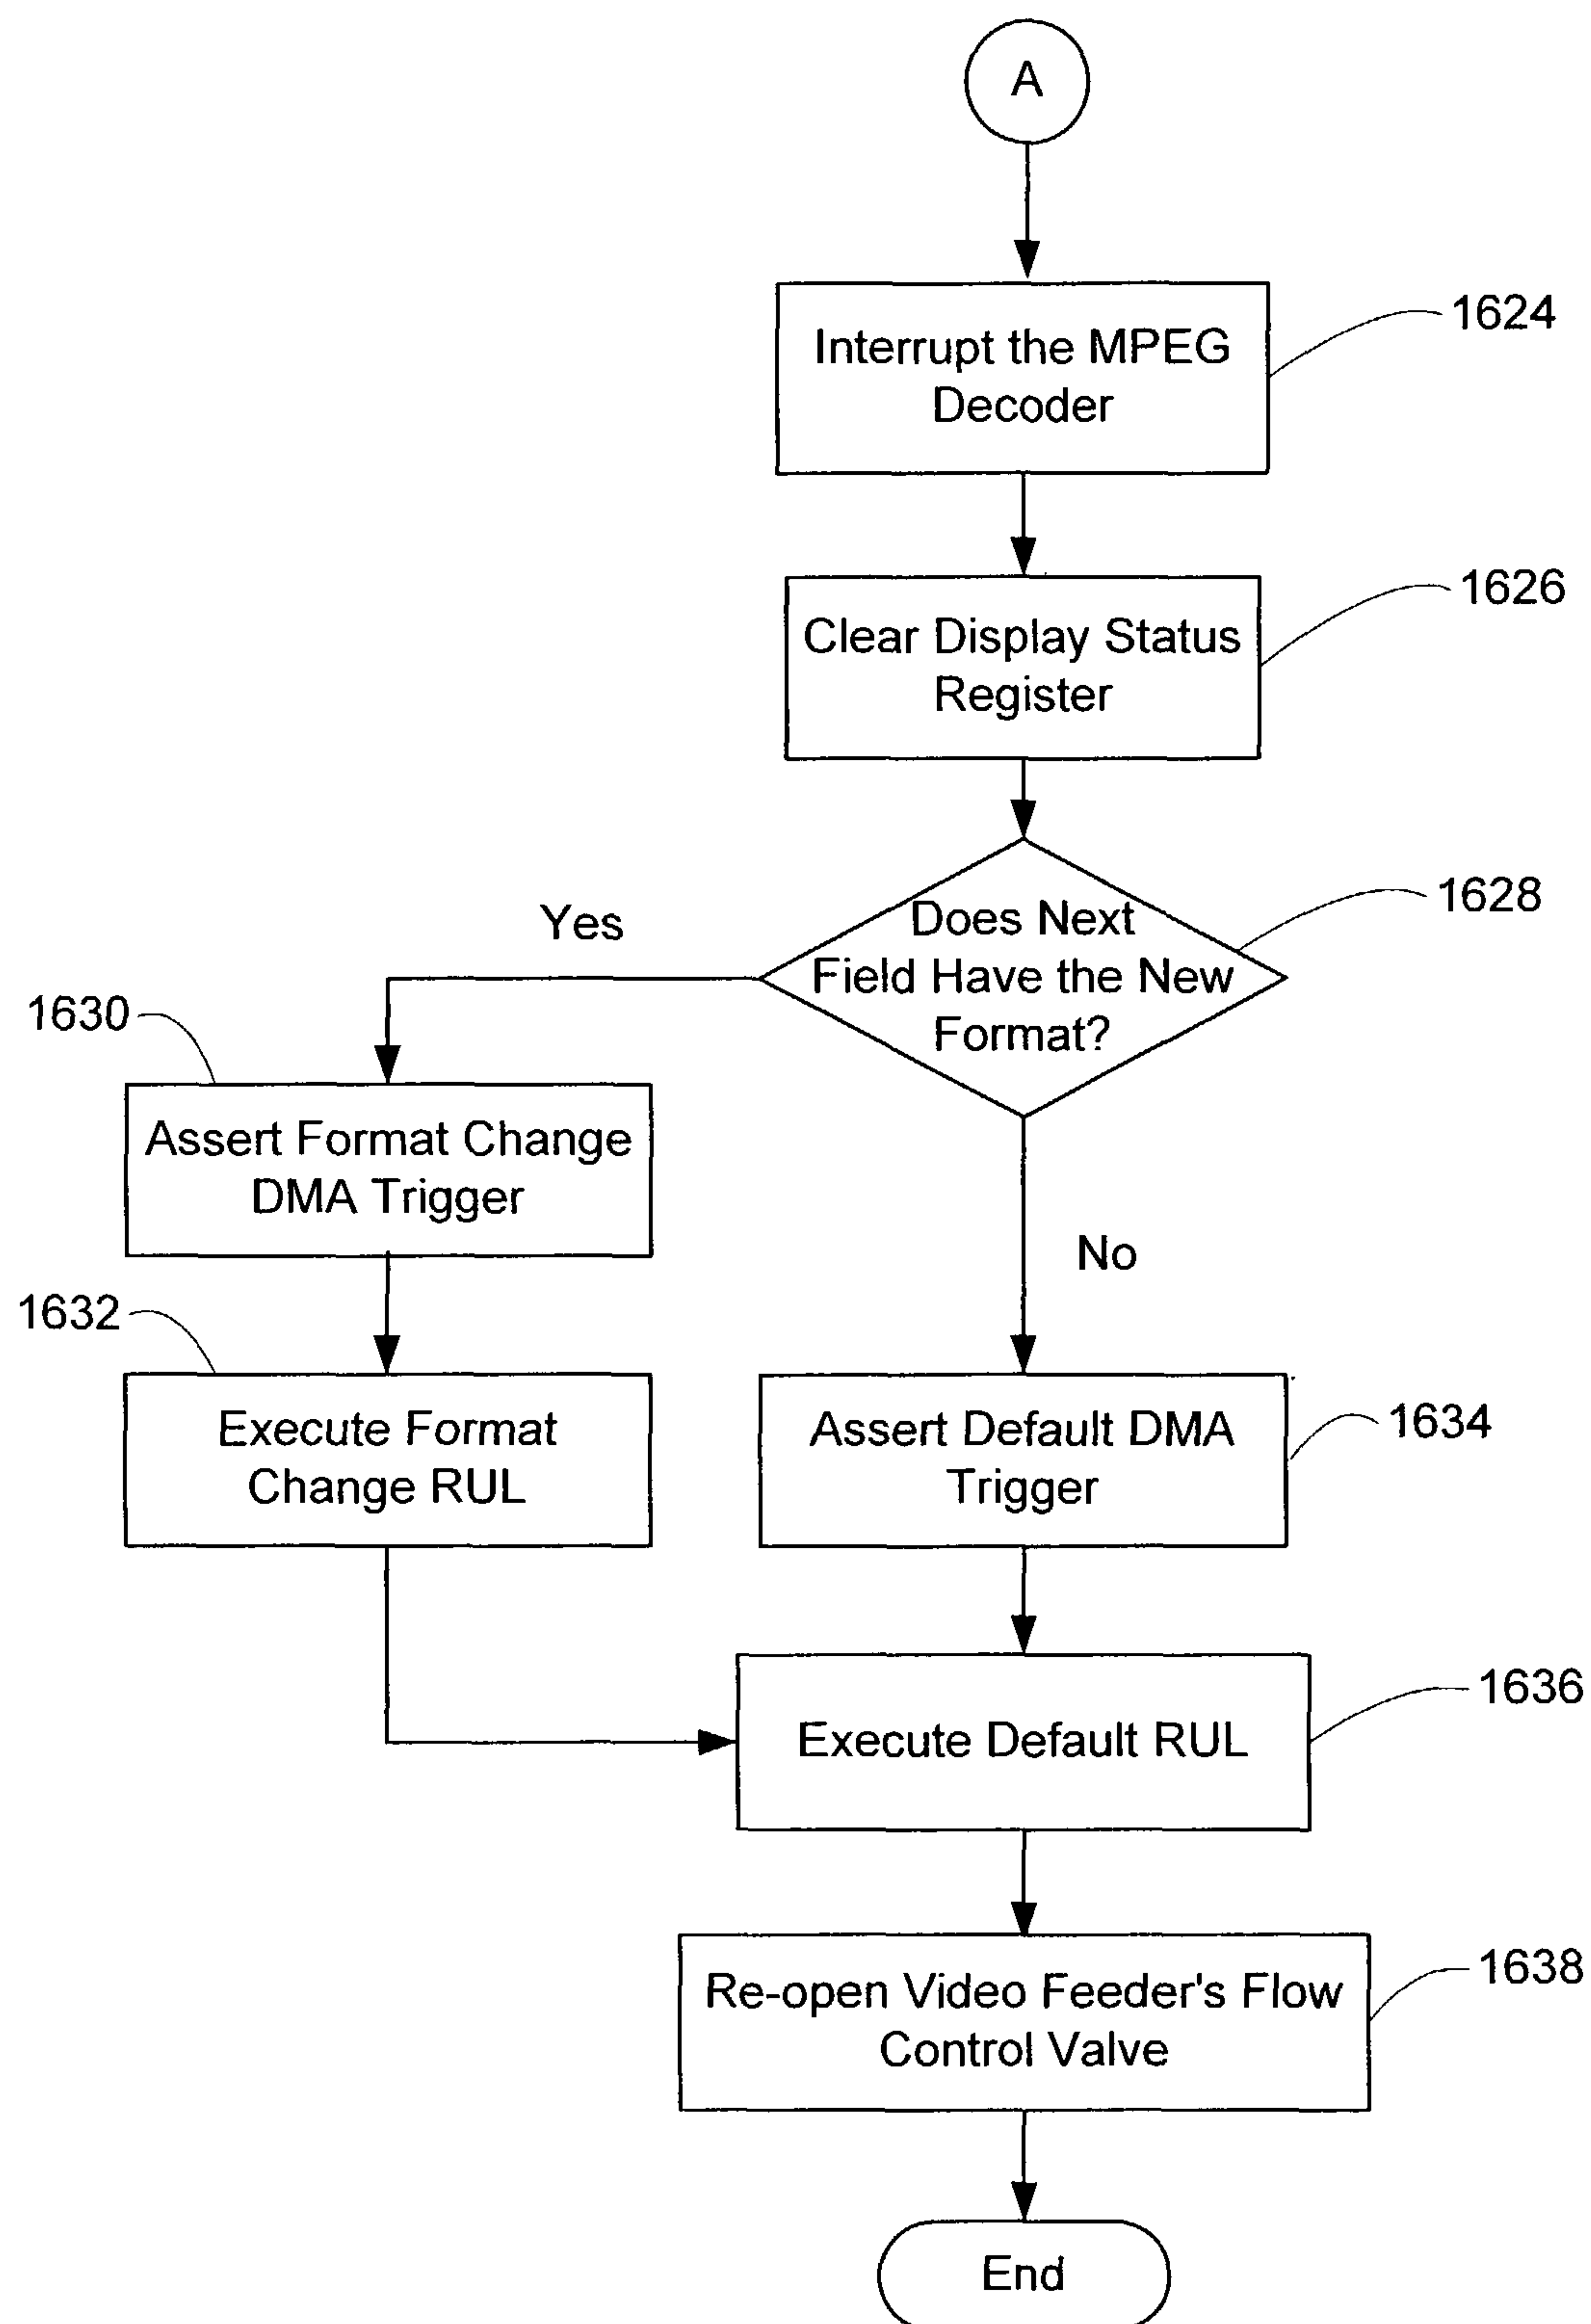 A
Interrupt the MPEG
Decoder
1624
Clear Display Status
Register
1626
Does Next
Field Have the New
Format?
1628
Yes
No
1630
Assert Format Change
DMA Trigger
1632
Execute Format
Change RUL
Assert Default DMA
Trigger
1634
Execute Default RUL
1636
Re-open Video Feeder's Flow
Control Valve
1638
End